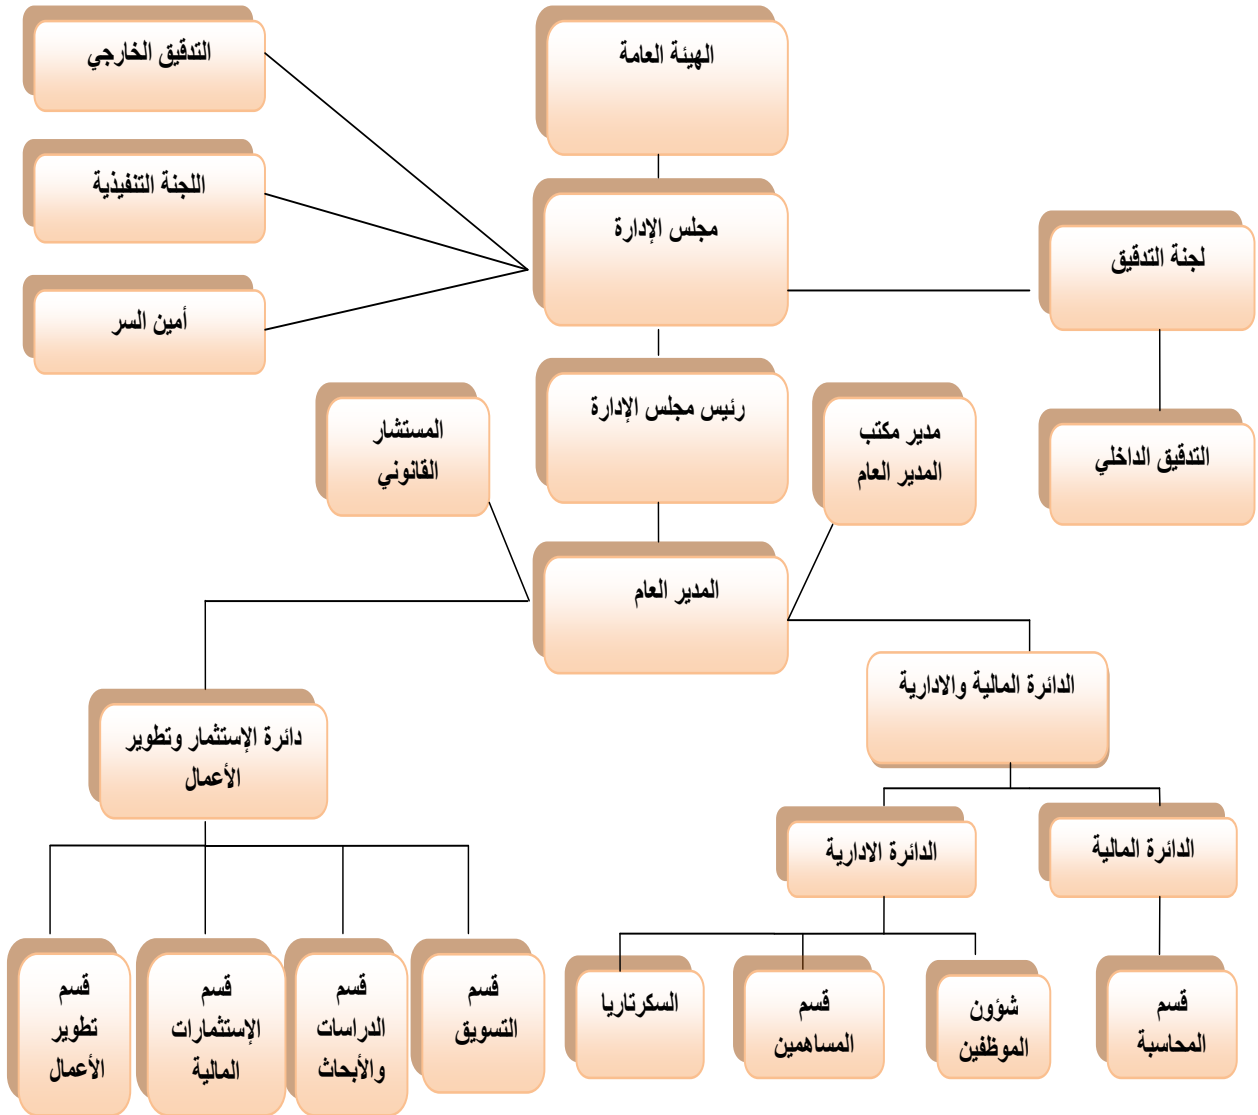 الهيئة العامة
التدقيق الخارجي
اللجنة التنفيذية
مجلس الإدارة
لجنة التدقيق
أمين السر
رئيس مجلس الإدارة
مدير مكتب
المدير العام
المستشار
القانوني
التدقيق الداخلي
المدير العام
الدائرة المالية والادارية
دائرة الإستثمار وتطوير
الأعمال
الدائرة المالية
الدائرة الادارية
قسم
المحاسبة
شؤون
الموظفين
قسم
المساهمين
السكرتاريا
قسم
التسويق
قسم
الدراسات
والأبحاث
قسم
الإستثمارات
المالية
قسم
تطوير
الأعمال